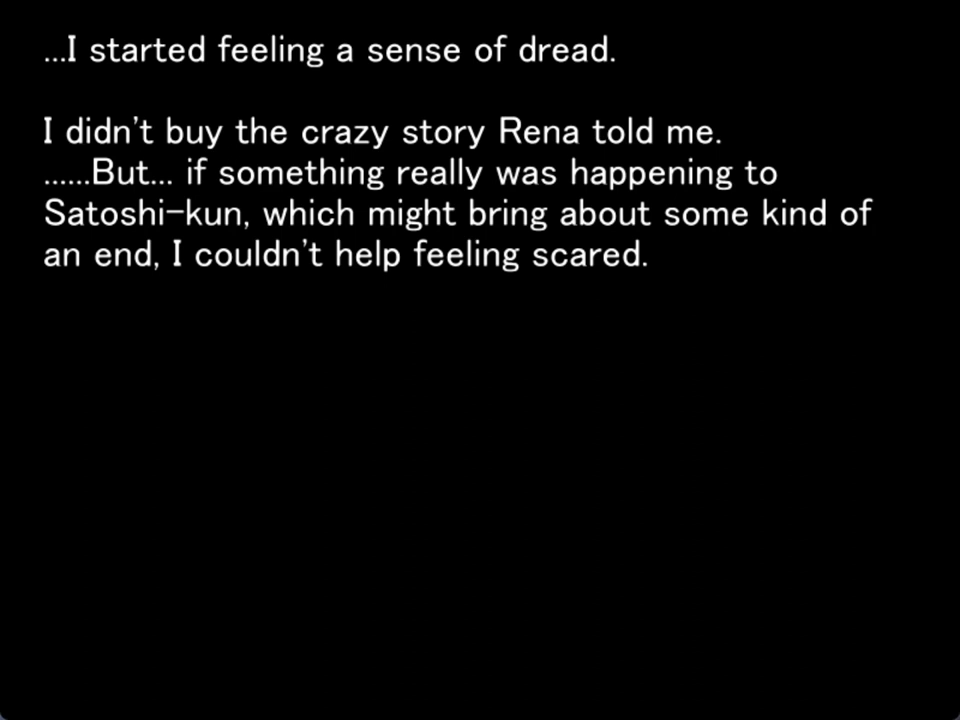 ...I started feeling a sense of dread.
I didn't buy the crazy story Rena told me.
......But... if something really was happening to
Satoshi-kun, which might bring about some kind of
an end, I couldn't help feeling scared.